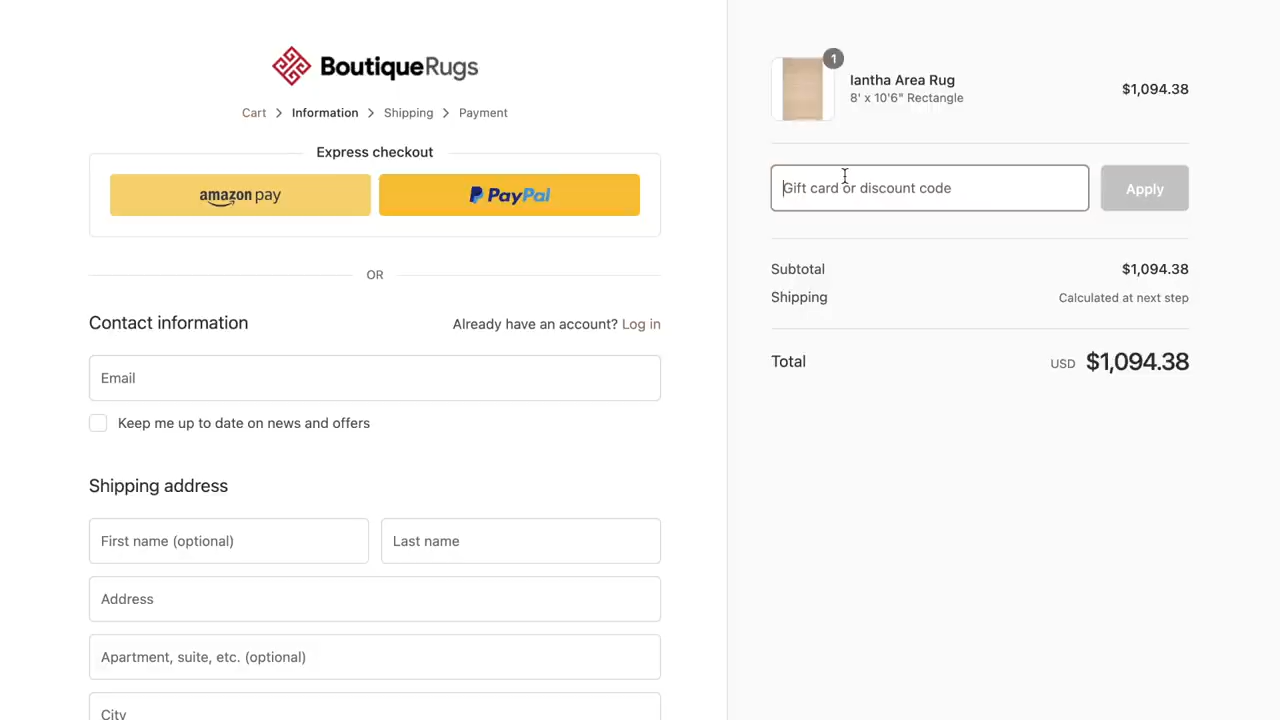 BoutiqueRugs
Cart > Information > Shipping > Payment
Express checkout
amazon pay
PayPal
OR
Contact information
Already have an account? Log in
Email
Keep me up to date on news and offers
Shipping address
First name (optional)
Last name
Address
Apartment, suite, etc. (optional)
City
1
Iantha Area Rug
8' x 10'6" Rectangle
$1,094.38
Gift card or discount code
Apply
Subtotal
$1,094.38
Shipping
Calculated at next step
Total
USD $1,094.38